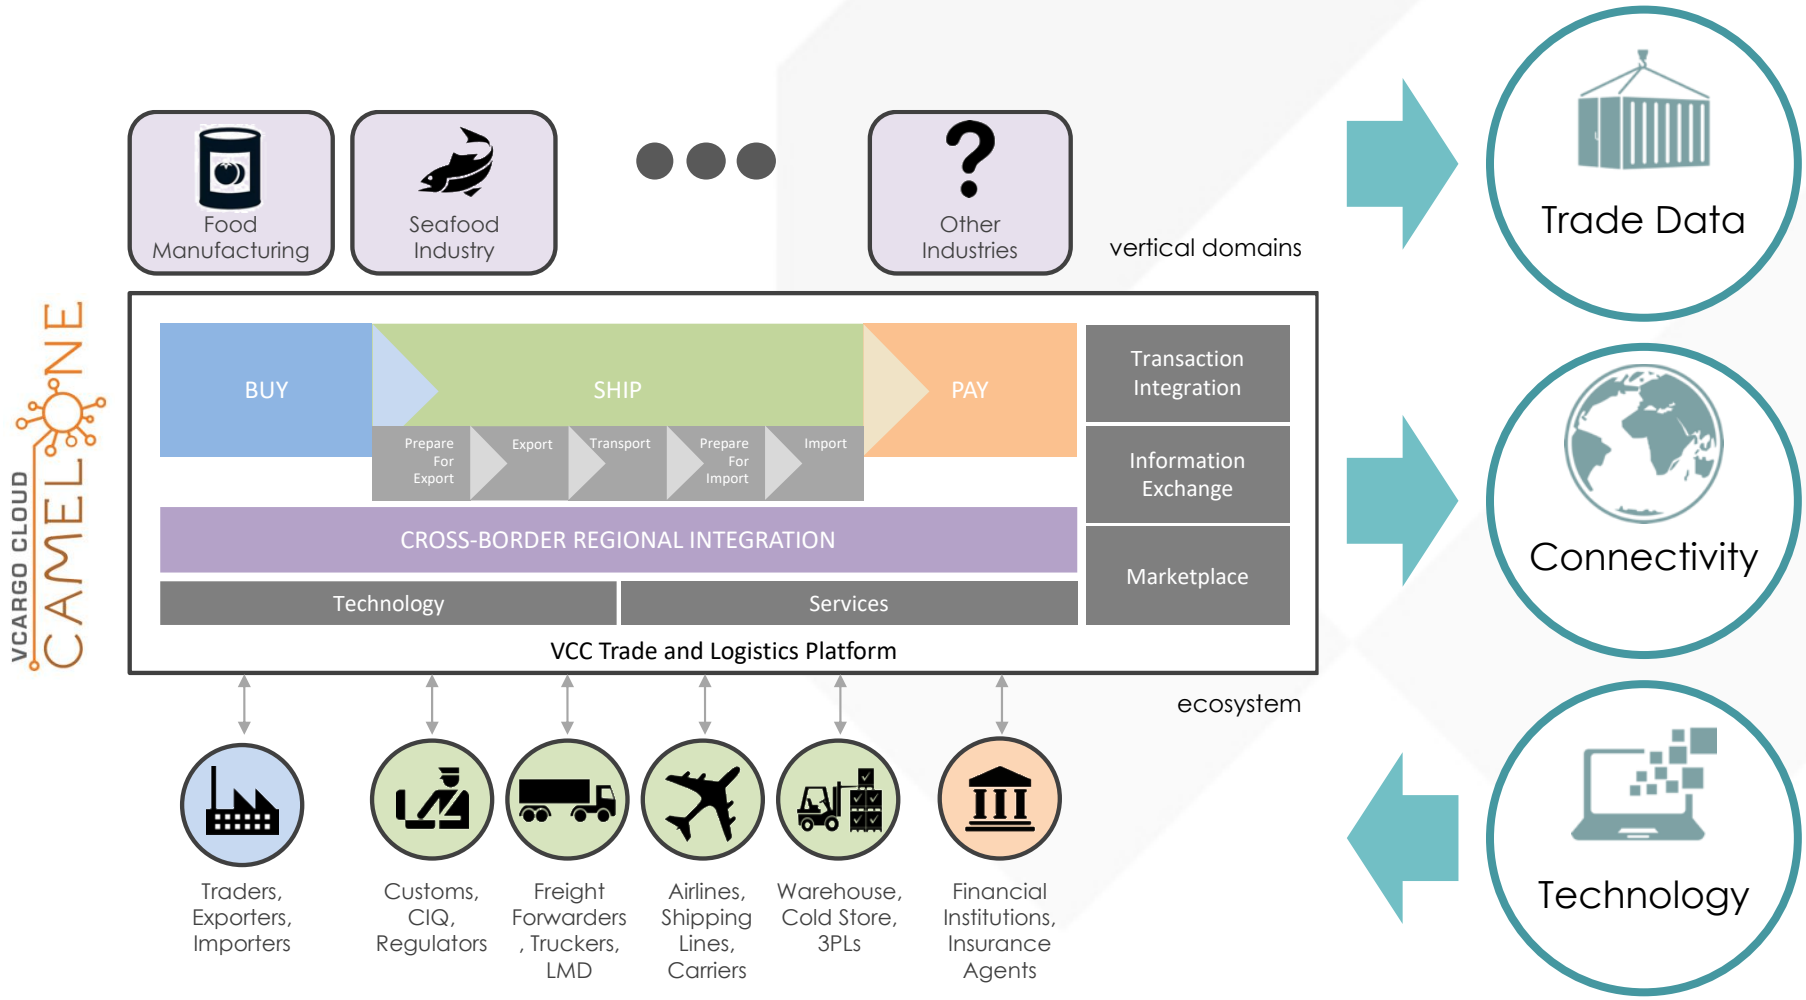 Food
Manufacturing
Seafood
Industry
?
Other
Industries
vertical domains
Trade Data
VCARGO CLOUD
CAMEL ONE
BUY
SHIP
PAY
Prepare
For
Export
Export
Transport
Prepare
For
Import
Import
Transaction
Integration
Information
Exchange
Marketplace
CROSS-BORDER REGIONAL INTEGRATION
Technology
Services
VCC Trade and Logistics Platform
Connectivity
ecosystem
Traders,
Exporters,
Importers
Customs,
CIQ,
Regulators
Freight
Forwarders
, Truckers,
LMD
Airlines,
Shipping
Lines,
Carriers
Warehouse,
Cold Store,
3PLs
Financial
Institutions,
Insurance
Agents
Technology